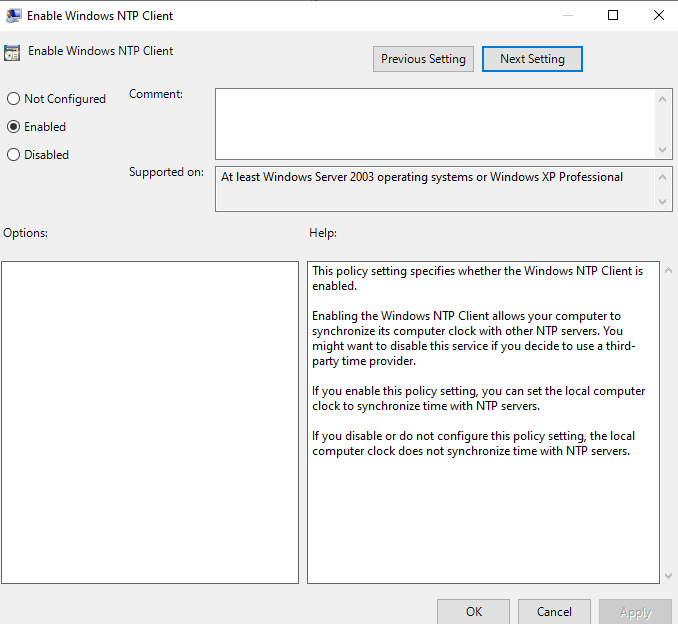 Enable Windows NTP Client
Enable Windows NTP Client
Previous Setting
Next Setting
Not Configured
Enabled
Disabled
Comment:
Supported on:
At least Windows Server 2003 operating systems or Windows XP Professional
Options:
Help:
This policy setting specifies whether the Windows NTP Client is
enabled.
Enabling the Windows NTP Client allows your computer to
synchronize its computer clock with other NTP servers. You
might want to disable this service if you decide to use a third-
party time provider.
If you enable this policy setting, you can set the local computer
clock to synchronize time with NTP servers.
If you disable or do not configure this policy setting, the local
computer clock does not synchronize time with NTP servers.
OK
Cancel
Apply